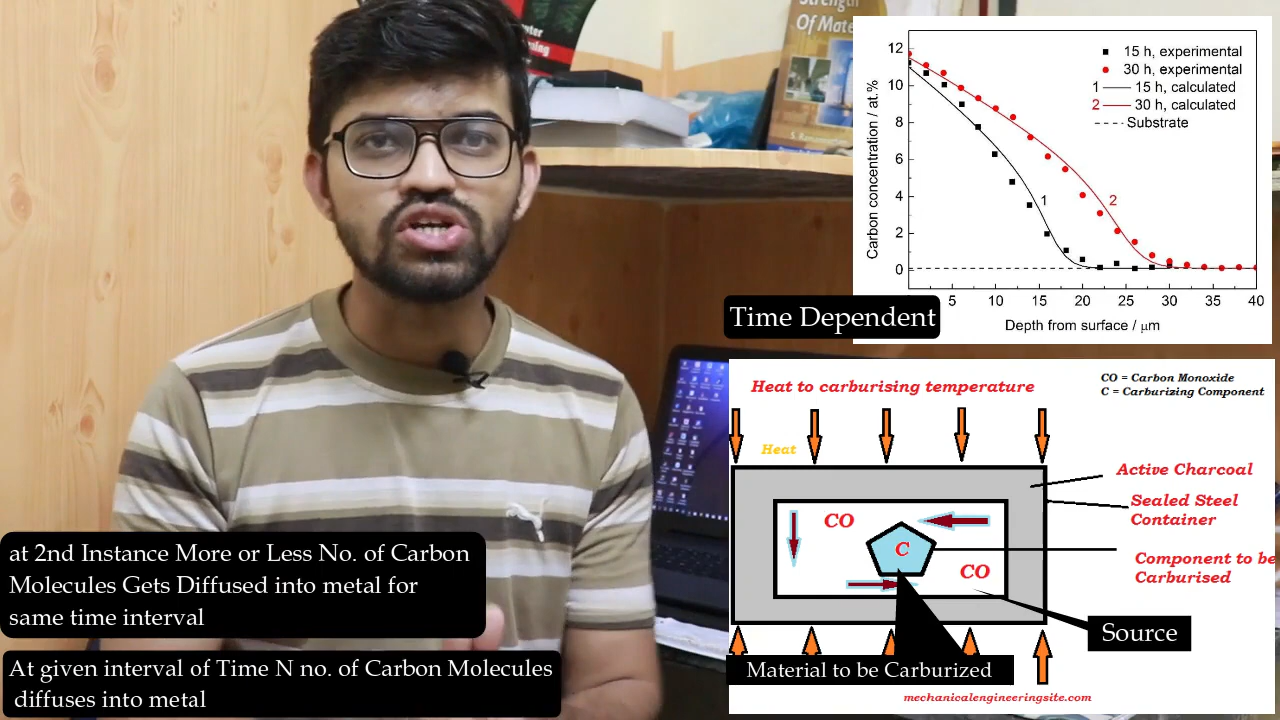 Strength
Of Mate
12
10
8
6
4
2
0
15 h, experimental
30 h, experimental
1 15 h, calculated
2 30 h, calculated
Substrate
1
2
Carbon concentration / at.%
5 10 15 20 25 30 35 40
Depth from surface / μm
Time Dependent
Heat to carburising temperature
CO = Carbon Monoxide
C = Carburizing Component
Heat
Active Charcoal
Sealed Steel
Container
CO
C
CO
Component to be
Carburised
Source
Material to be Carburized
mechanicalengineeringsite.com
at 2nd Instance More or Less No. of Carbon
Molecules Gets Diffused into metal for
same time interval
At given interval of Time N no. of Carbon Molecules
diffuses into metal